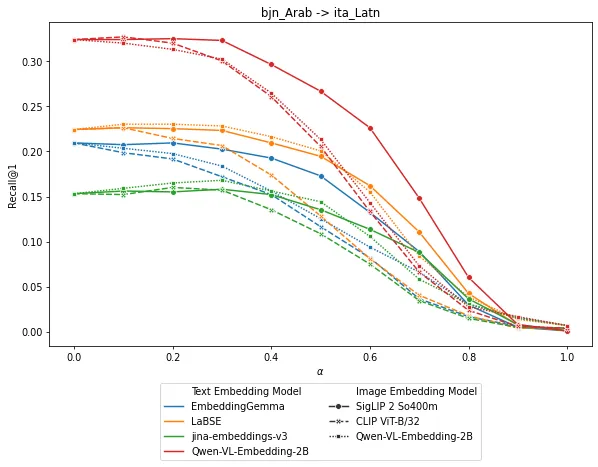 bjn_Arab -> ita_Latn
Recall@1
0.30
0.25
0.20
0.15
0.10
0.05
0.00
0.0 0.2 0.4 0.6 0.8 1.0
α
Text Embedding Model
EmbeddingGemma
LaBSE
jina-embeddings-v3
Qwen-VL-Embedding-2B
Image Embedding Model
SigLIP 2 So400m
CLIP ViT-B/32
Qwen-VL-Embedding-2B